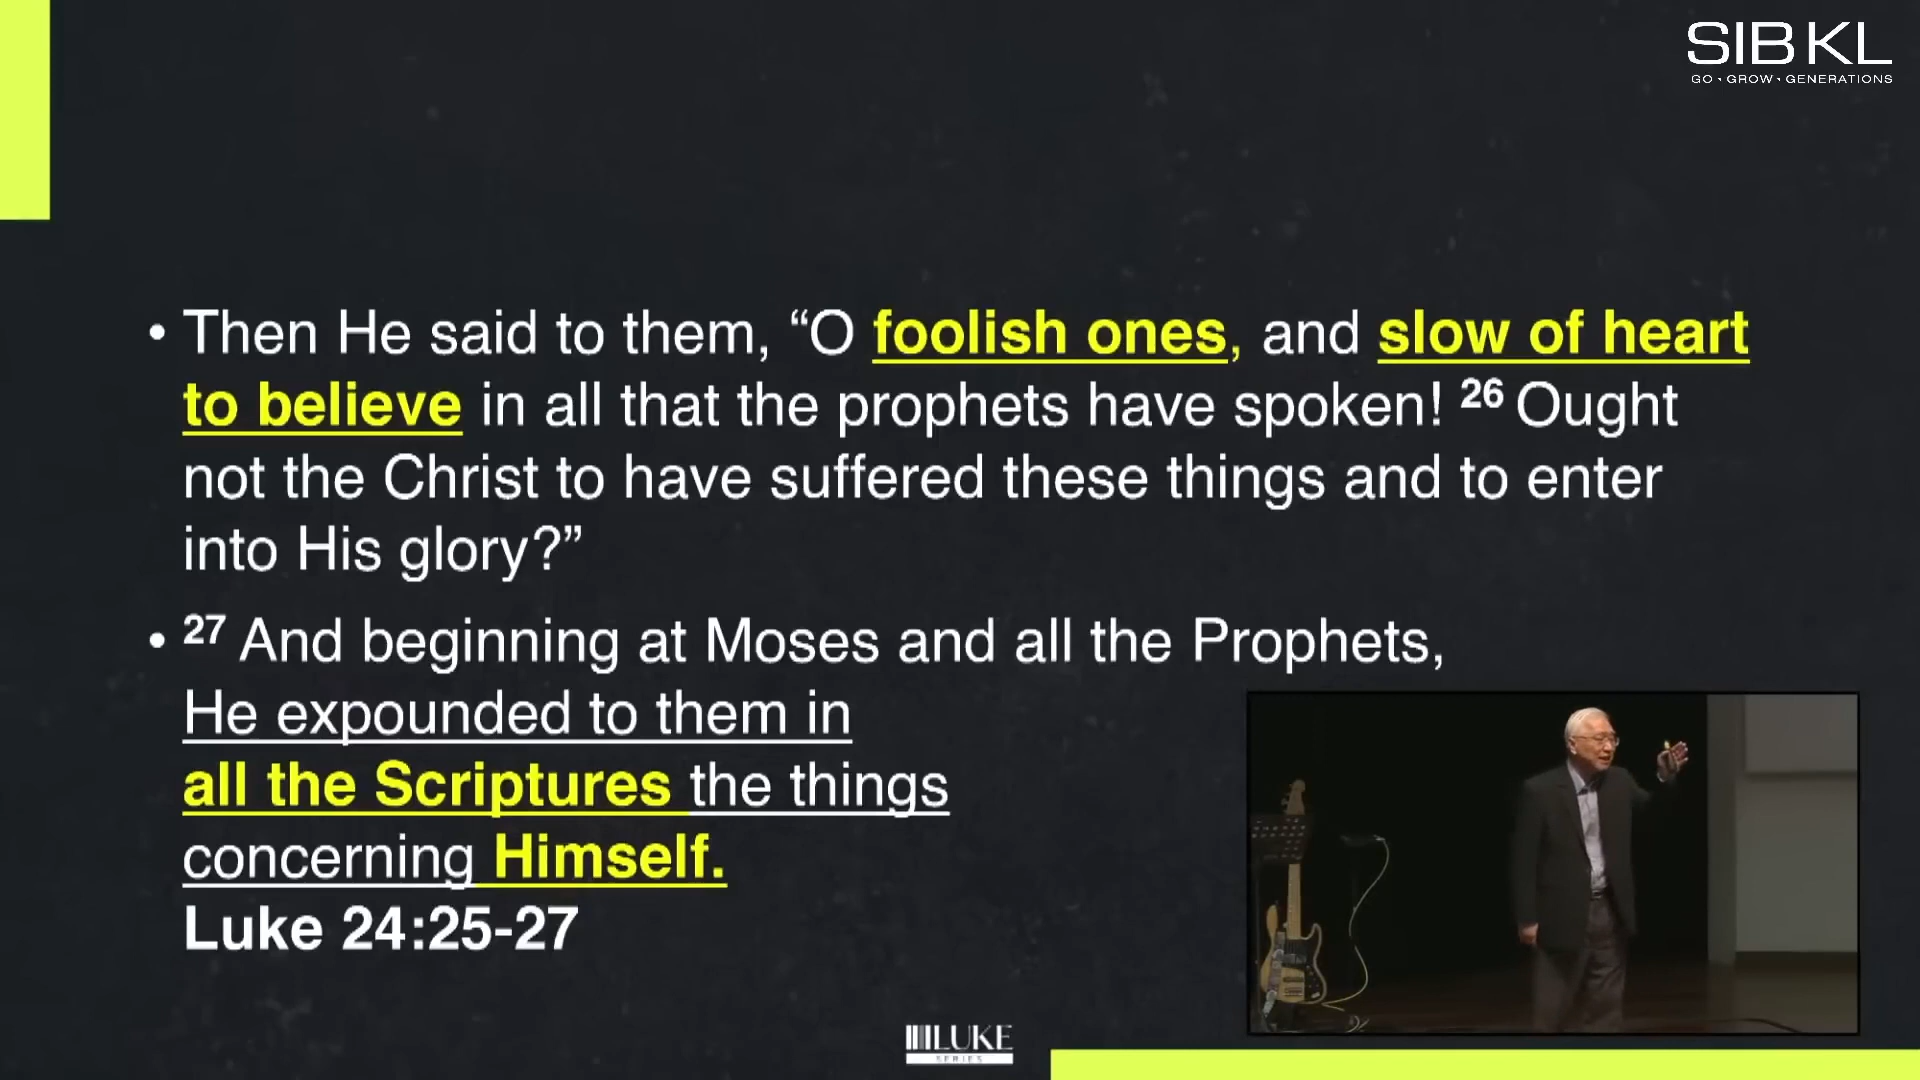 SIBKL
GO · GROW · GENERATIONS
• Then He said to them, “O foolish ones, and slow of heart
to believe in all that the prophets have spoken! 26 Ought
not the Christ to have suffered these things and to enter
into His glory?”
• 27 And beginning at Moses and all the Prophets,
He expounded to them in
all the Scriptures the things
concerning Himself.
Luke 24:25-27
LUKE
SERIES